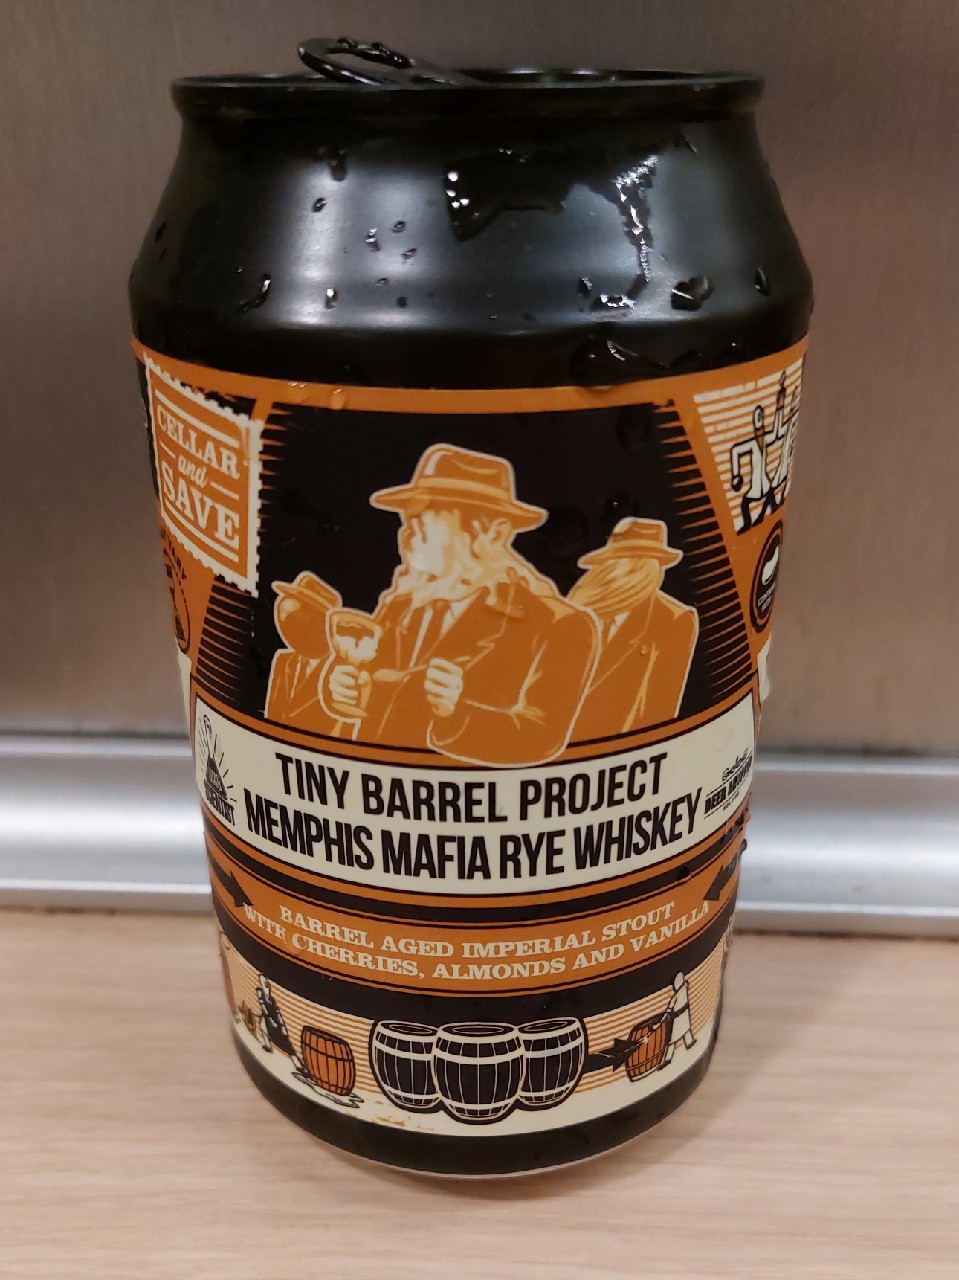 CELLAR
and
SAVE
TINY BARREL PROJECT
MEMPHIS MAFIA RYE WHISKEY
BARREL AGED IMPERIAL STOUT
WITH CHERRIES, ALMONDS AND VANILLA